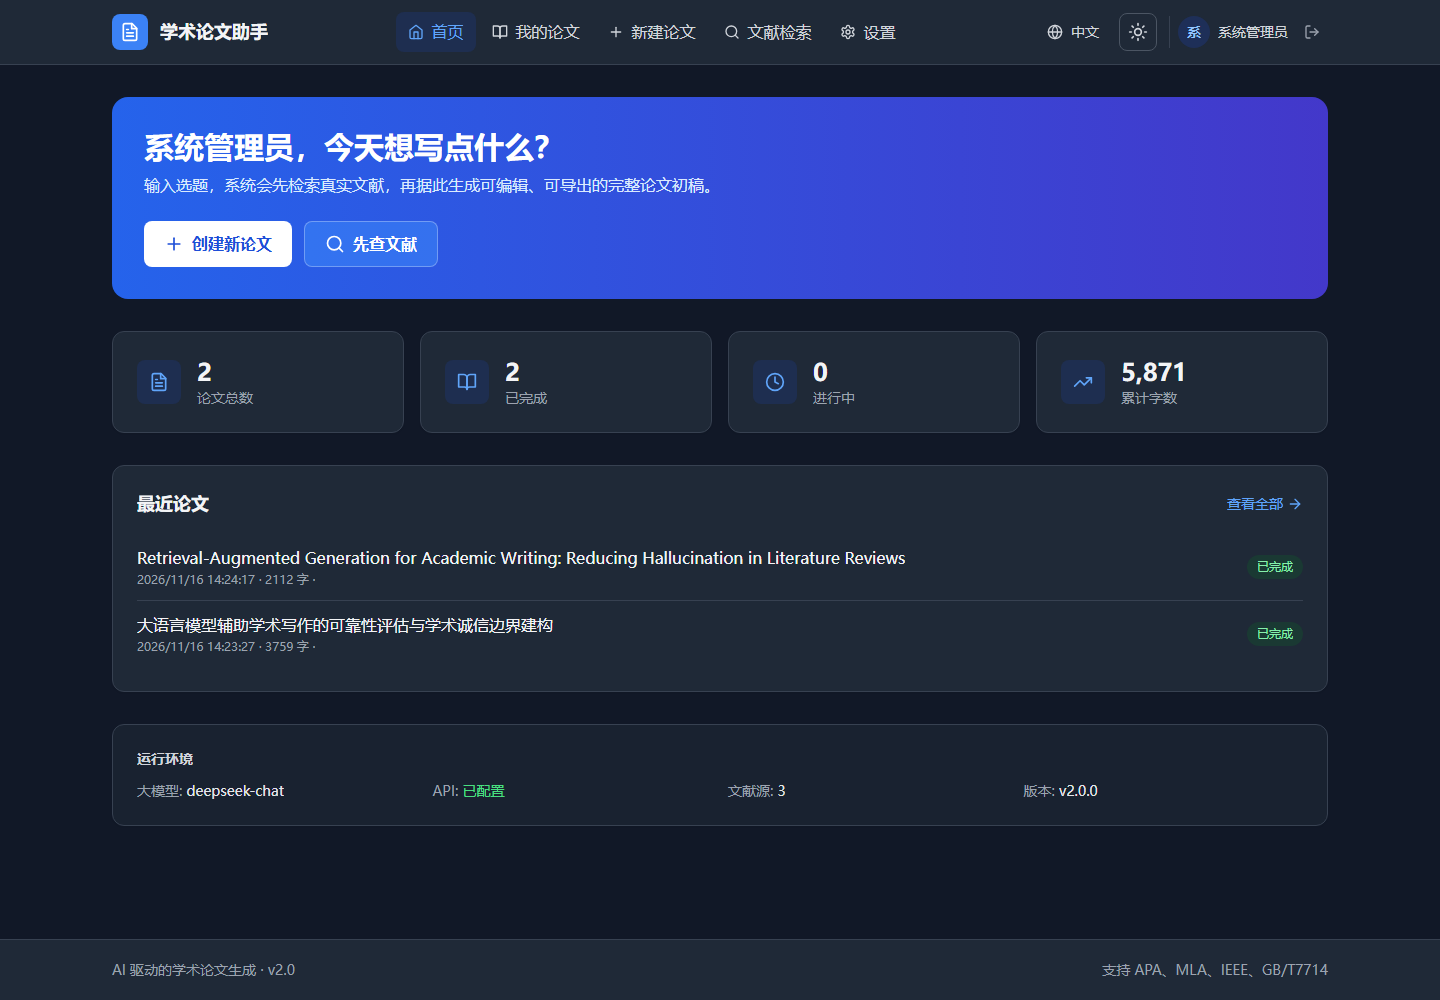 学术论文助手
首页
我的论文
新建论文
文献检索
设置
中文
系
系统管理员
系统管理员，今天想写点什么？
输入选题，系统会先检索真实文献，再据此生成可编辑、可导出的完整论文初稿。
创建新论文
先查文献
2
论文总数
2
已完成
0
进行中
5,871
累计字数
最近论文
查看全部
Retrieval-Augmented Generation for Academic Writing: Reducing Hallucination in Literature Reviews
2026/11/16 14:24:17 · 2112 字 ·
已完成
大语言模型辅助学术写作的可靠性评估与学术诚信边界建构
2026/11/16 14:23:27 · 3759 字 ·
已完成
运行环境
大模型: deepseek-chat
API: 已配置
文献源: 3
版本: v2.0.0
AI 驱动的学术论文生成 · v2.0
支持 APA、MLA、IEEE、GB/T7714